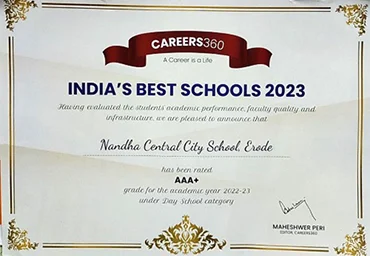 CAREERS360
A Career is a Life
INDIA'S BEST SCHOOLS 2023
Having evaluated the students academic performance, faculty quality and
infrastructure, we are pleased to announce that
Nandha Central City School, Erode
has been rated
AAA+
grade for the academic year 2022-23
under Day School category
MAHESHWER PERI
EDITOR, CAREERS360